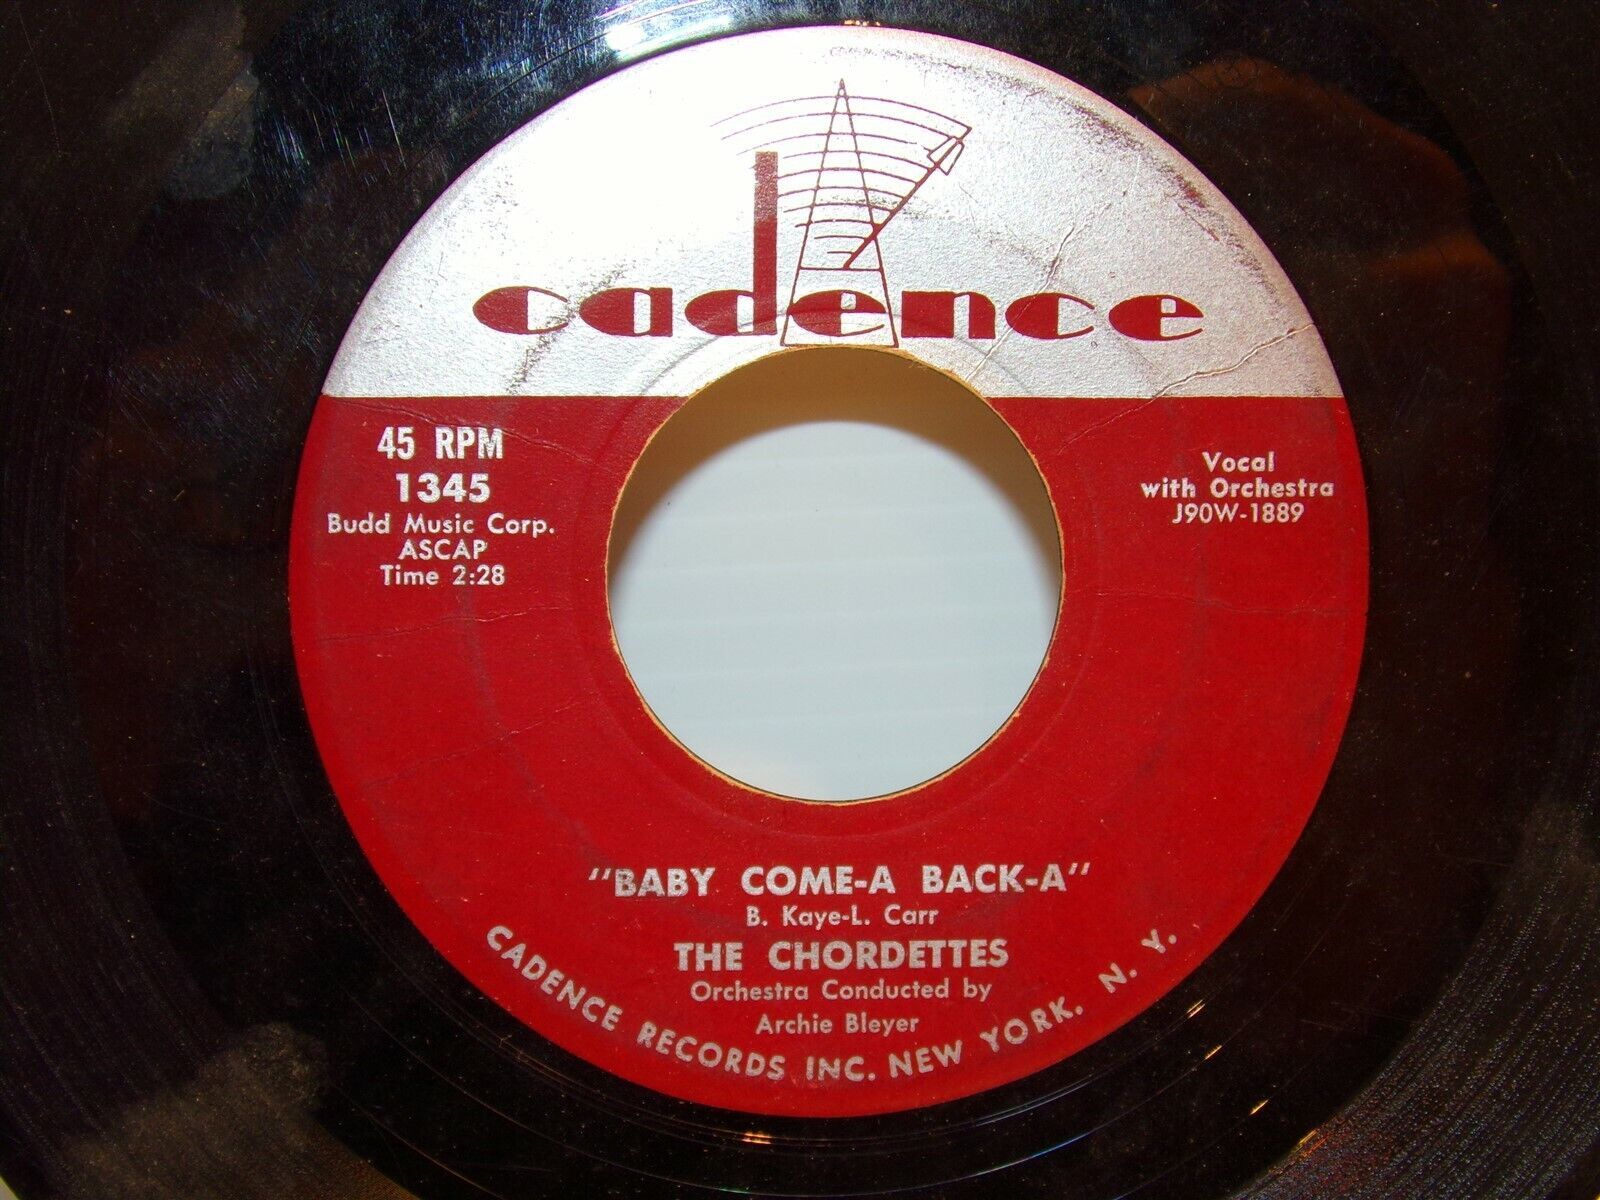 cadence
45 RPM
1345
Budd Music Corp.
ASCAP
Time 2:28
Vocal
with Orchestra
J90W-1889
"BABY COME-A BACK-A"
B. Kaye-L. Carr
THE CHORDETTES
Orchestra Conducted by
Archie Bleyer
CADENCE RECORDS INC. NEW YORK. N. Y.